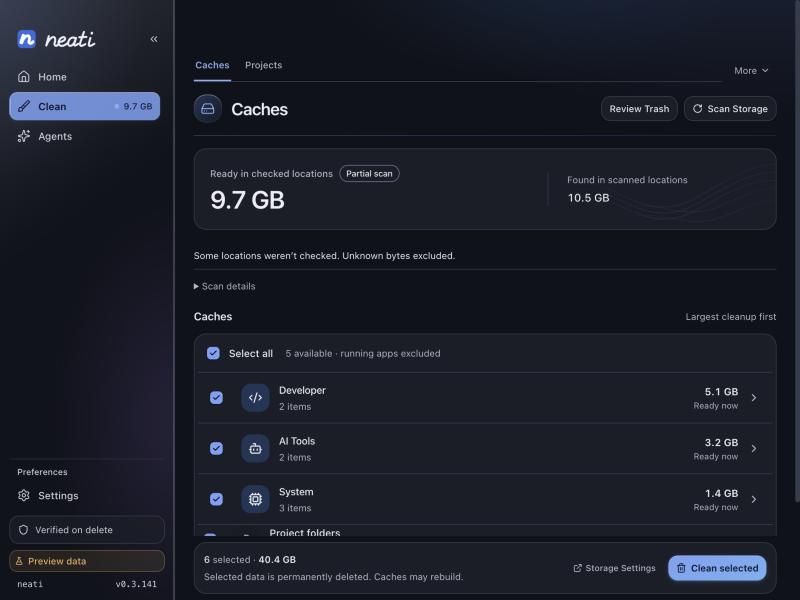 neati
«
Home
Clean
9.7 GB
Agents
Preferences
Settings
Verified on delete
Preview data
neati
v0.3.141
Caches
Projects
More
Caches
Review Trash
Scan Storage
Ready in checked locations
Partial scan
9.7 GB
Found in scanned locations
10.5 GB
Some locations weren't checked. Unknown bytes excluded.
Scan details
Caches
Largest cleanup first
Select all
5 available · running apps excluded
Developer
2 items
5.1 GB
Ready now
AI Tools
2 items
3.2 GB
Ready now
System
3 items
1.4 GB
Ready now
Project folders
6 selected · 40.4 GB
Selected data is permanently deleted. Caches may rebuild.
Storage Settings
Clean selected